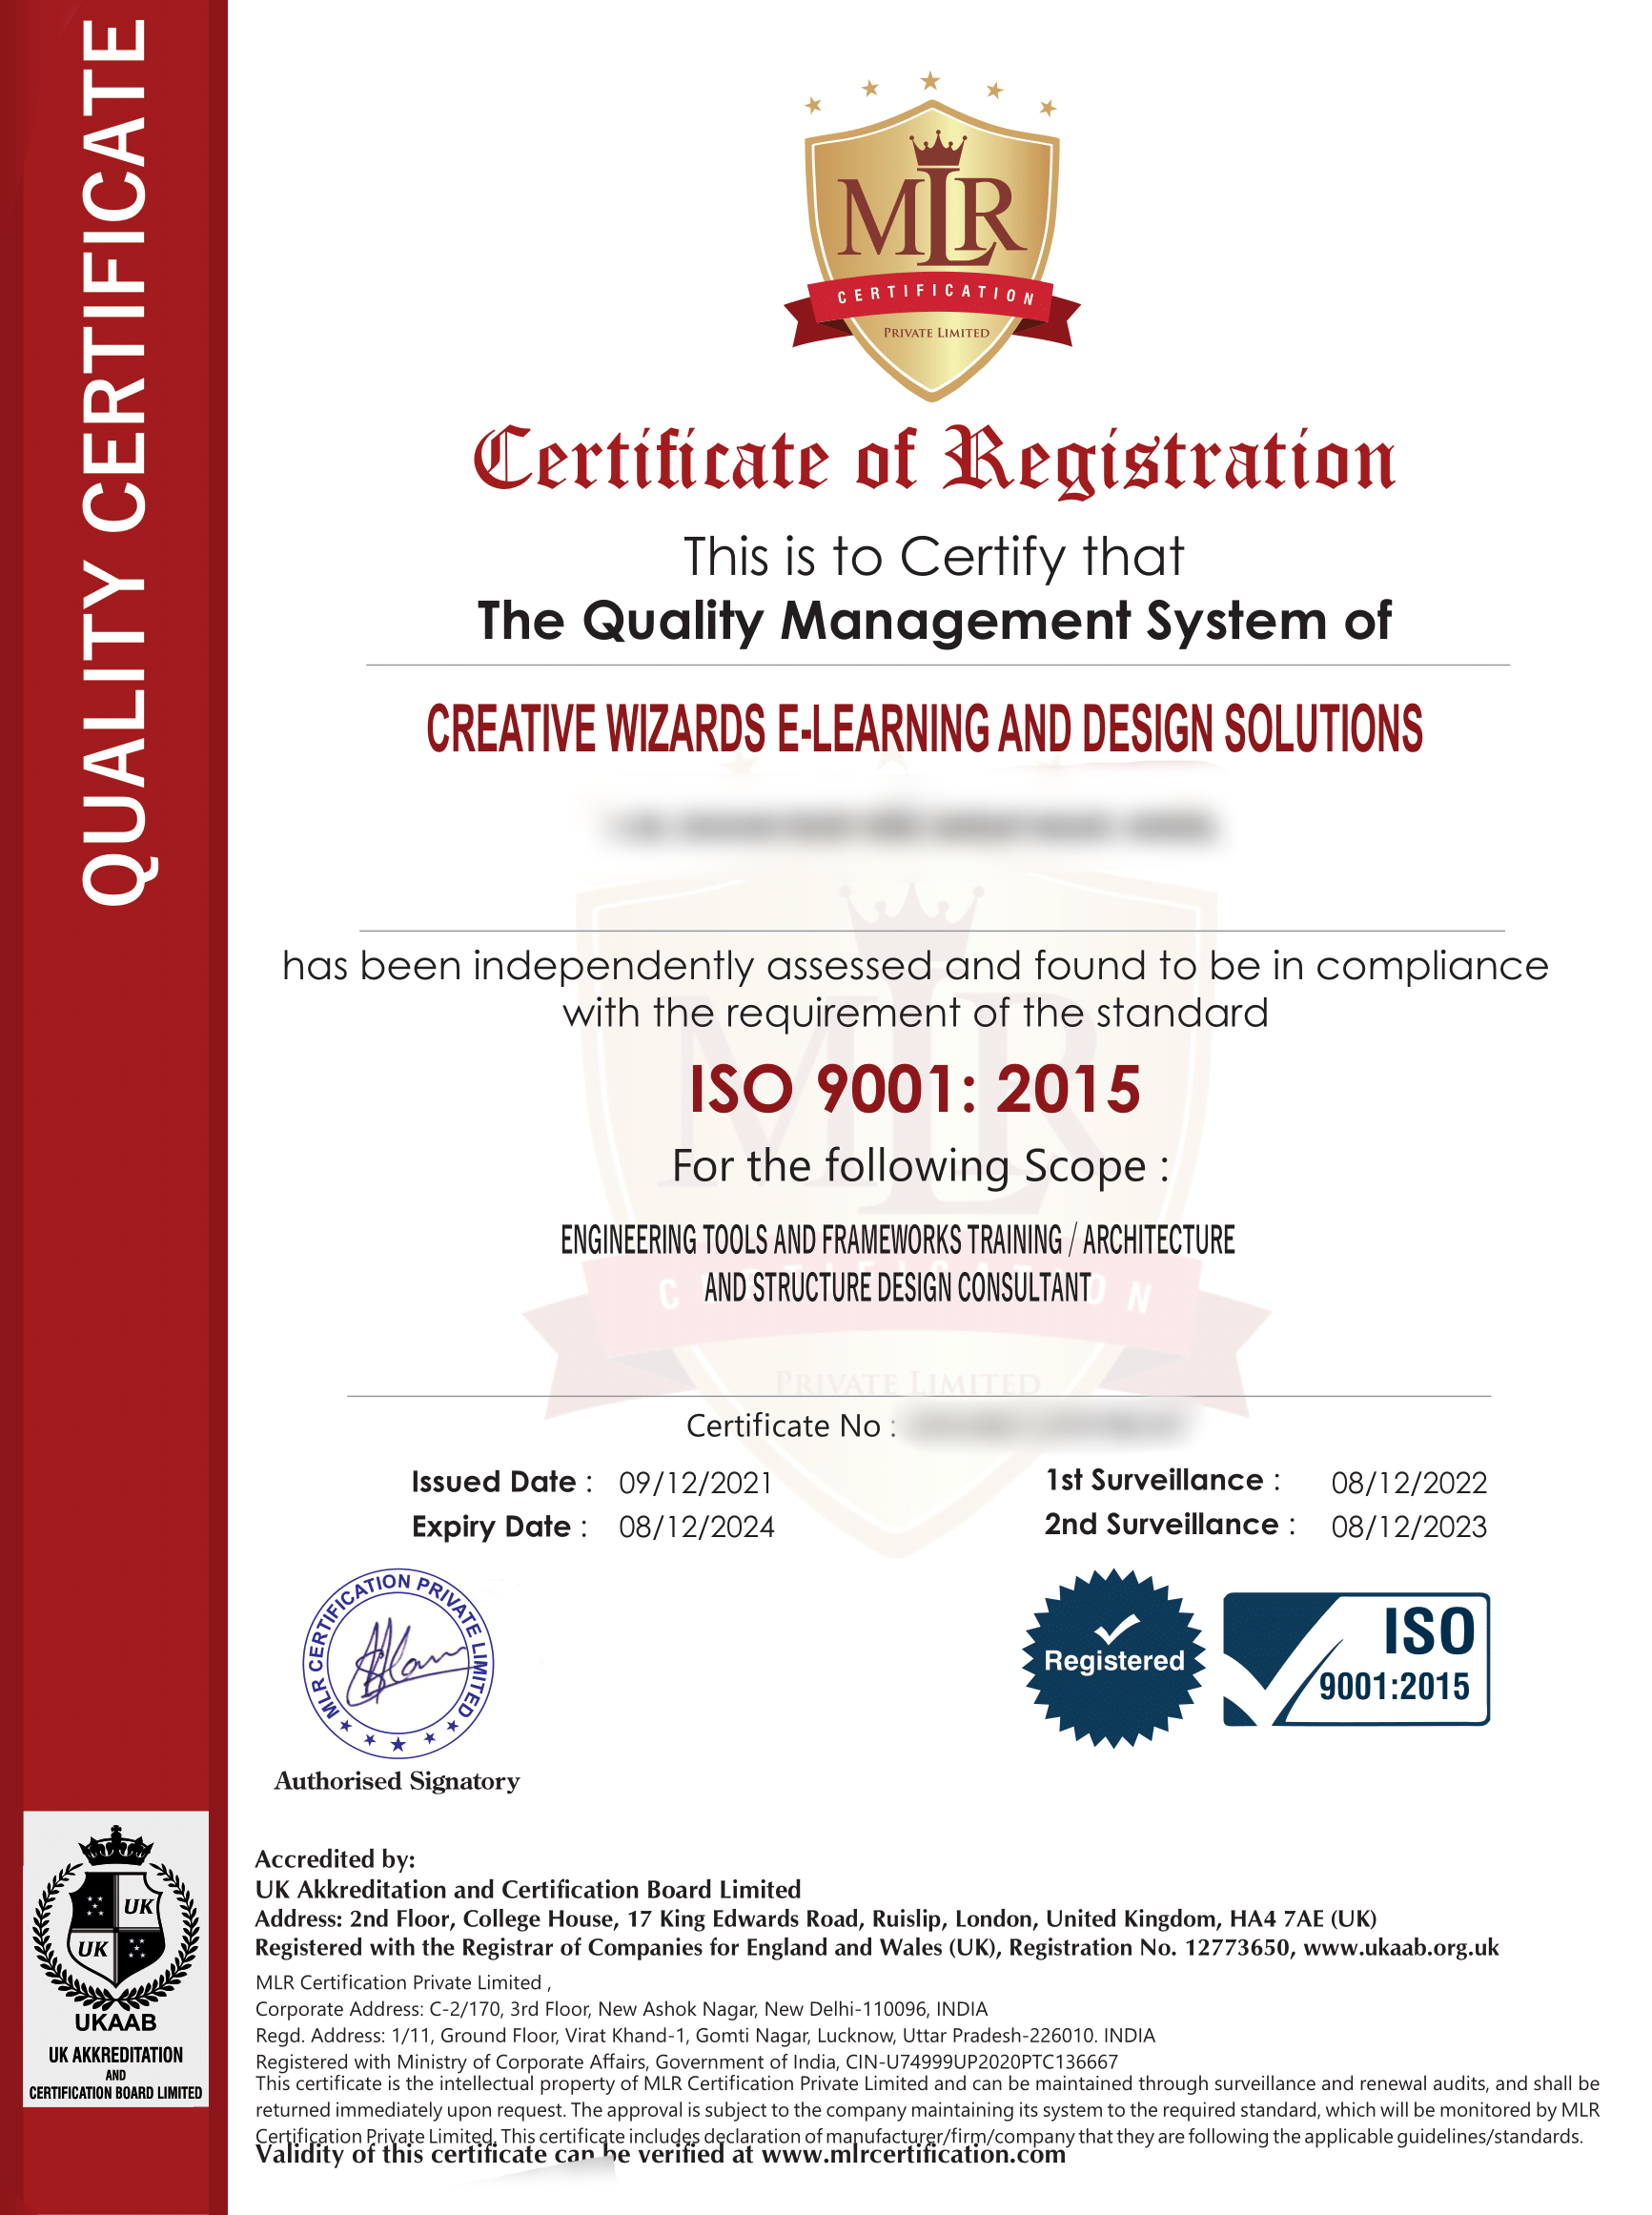 QUALITY CERTIFICATE
MLR
CERTIFICATION
PRIVATE LIMITED
Certificate of Registration
This is to Certify that
The Quality Management System of
CREATIVE WIZARDS E-LEARNING AND DESIGN SOLUTIONS
has been independently assessed and found to be in compliance
with the requirement of the standard
ISO 9001: 2015
For the following Scope :
ENGINEERING TOOLS AND FRAMEWORKS TRAINING / ARCHITECTURE
AND STRUCTURE DESIGN CONSULTANT
MLR
CERTIFICATION
PRIVATE LIMITED
Certificate No :
Issued Date : 09/12/2021
Expiry Date : 08/12/2024
1st Surveillance : 08/12/2022
2nd Surveillance : 08/12/2023
MLR CERTIFICATION PRIVATE LIMITED
Authorised Signatory
Registered
ISO
9001:2015
UK
UK
UKAAB
UK AKKREDITATION
AND
CERTIFICATION BOARD LIMITED
Accredited by:
UK Akkreditation and Certification Board Limited
Address: 2nd Floor, College House, 17 King Edwards Road, Ruislip, London, United Kingdom, HA4 7AE (UK)
Registered with the Registrar of Companies for England and Wales (UK), Registration No. 12773650, www.ukaab.org.uk
MLR Certification Private Limited ,
Corporate Address: C-2/170, 3rd Floor, New Ashok Nagar, New Delhi-110096, INDIA
Regd. Address: 1/11, Ground Floor, Virat Khand-1, Gomti Nagar, Lucknow, Uttar Pradesh-226010. INDIA
Registered with Ministry of Corporate Affairs, Government of India, CIN-U74999UP2020PTC136667
This certificate is the intellectual property of MLR Certification Private Limited and can be maintained through surveillance and renewal audits, and shall be
returned immediately upon request. The approval is subject to the company maintaining its system to the required standard, which will be monitored by MLR
Certification Private Limited. This certificate includes declaration of manufacturer/firm/company that they are following the applicable guidelines/standards.
Validity of this certificate can be verified at www.mlrcertification.com